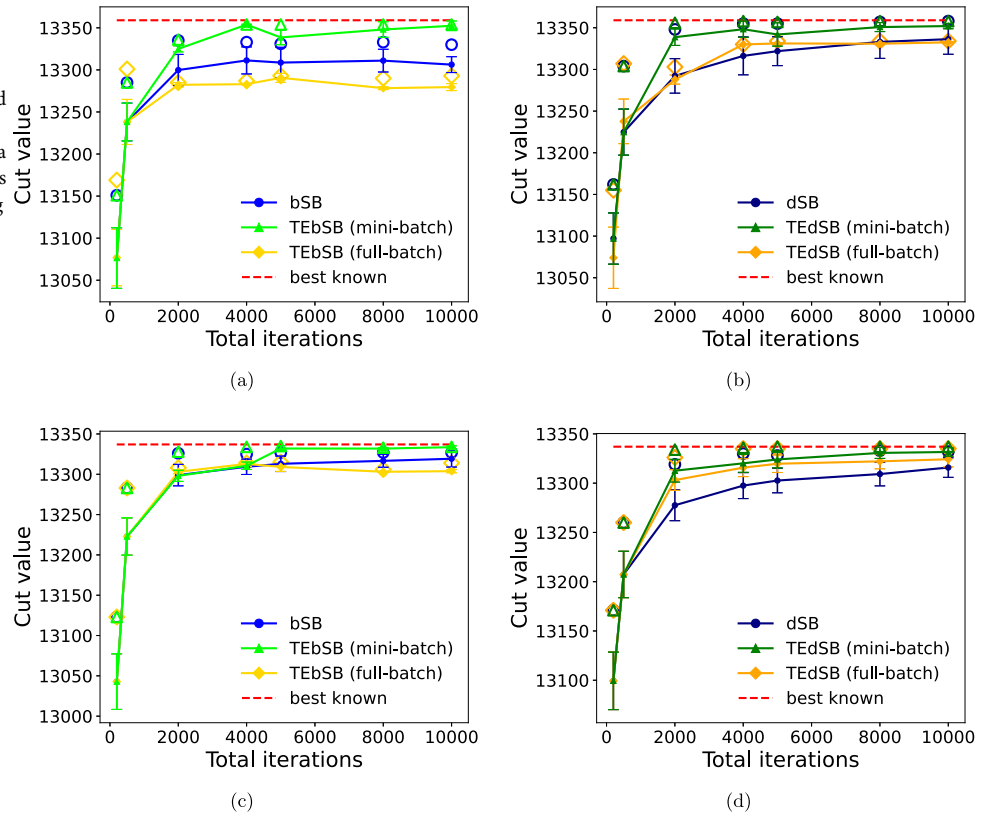 (a)
13350
13300
13250
13200
13150
13100
13050
Cut value
bSB
TEbSB (mini-batch)
TEbSB (full-batch)
best known
0 2000 4000 6000 8000 10000
Total iterations
(b)
13350
13300
13250
13200
13150
13100
13050
Cut value
dSB
TEdSB (mini-batch)
TEdSB (full-batch)
best known
0 2000 4000 6000 8000 10000
Total iterations
(c)
13350
13300
13250
13200
13150
13100
13050
13000
Cut value
bSB
TEbSB (mini-batch)
TEbSB (full-batch)
best known
0 2000 4000 6000 8000 10000
Total iterations
(d)
13350
13300
13250
13200
13150
13100
Cut value
dSB
TEdSB (mini-batch)
TEdSB (full-batch)
best known
0 2000 4000 6000 8000 10000
Total iterations